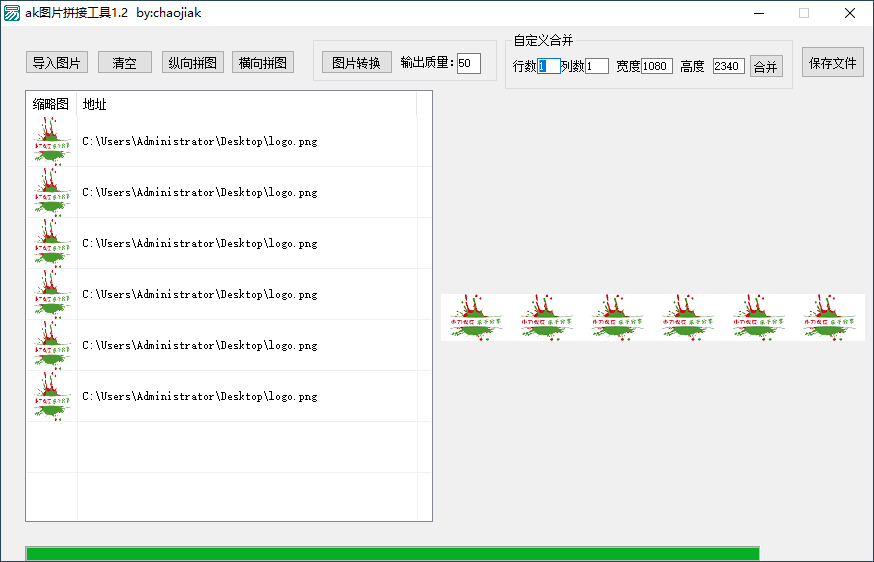 ak图片拼接工具1.2 by:chaojiak
自定义合并
导入图片 清空 纵向拼图 横向拼图 图片转换 输出质量: 50 行数 1 列数 1 宽度 1080 高度 2340 合并 保存文件
缩略图 地址
C:\Users\Administrator\Desktop\logo.png
C:\Users\Administrator\Desktop\logo.png
C:\Users\Administrator\Desktop\logo.png
C:\Users\Administrator\Desktop\logo.png
C:\Users\Administrator\Desktop\logo.png
C:\Users\Administrator\Desktop\logo.png